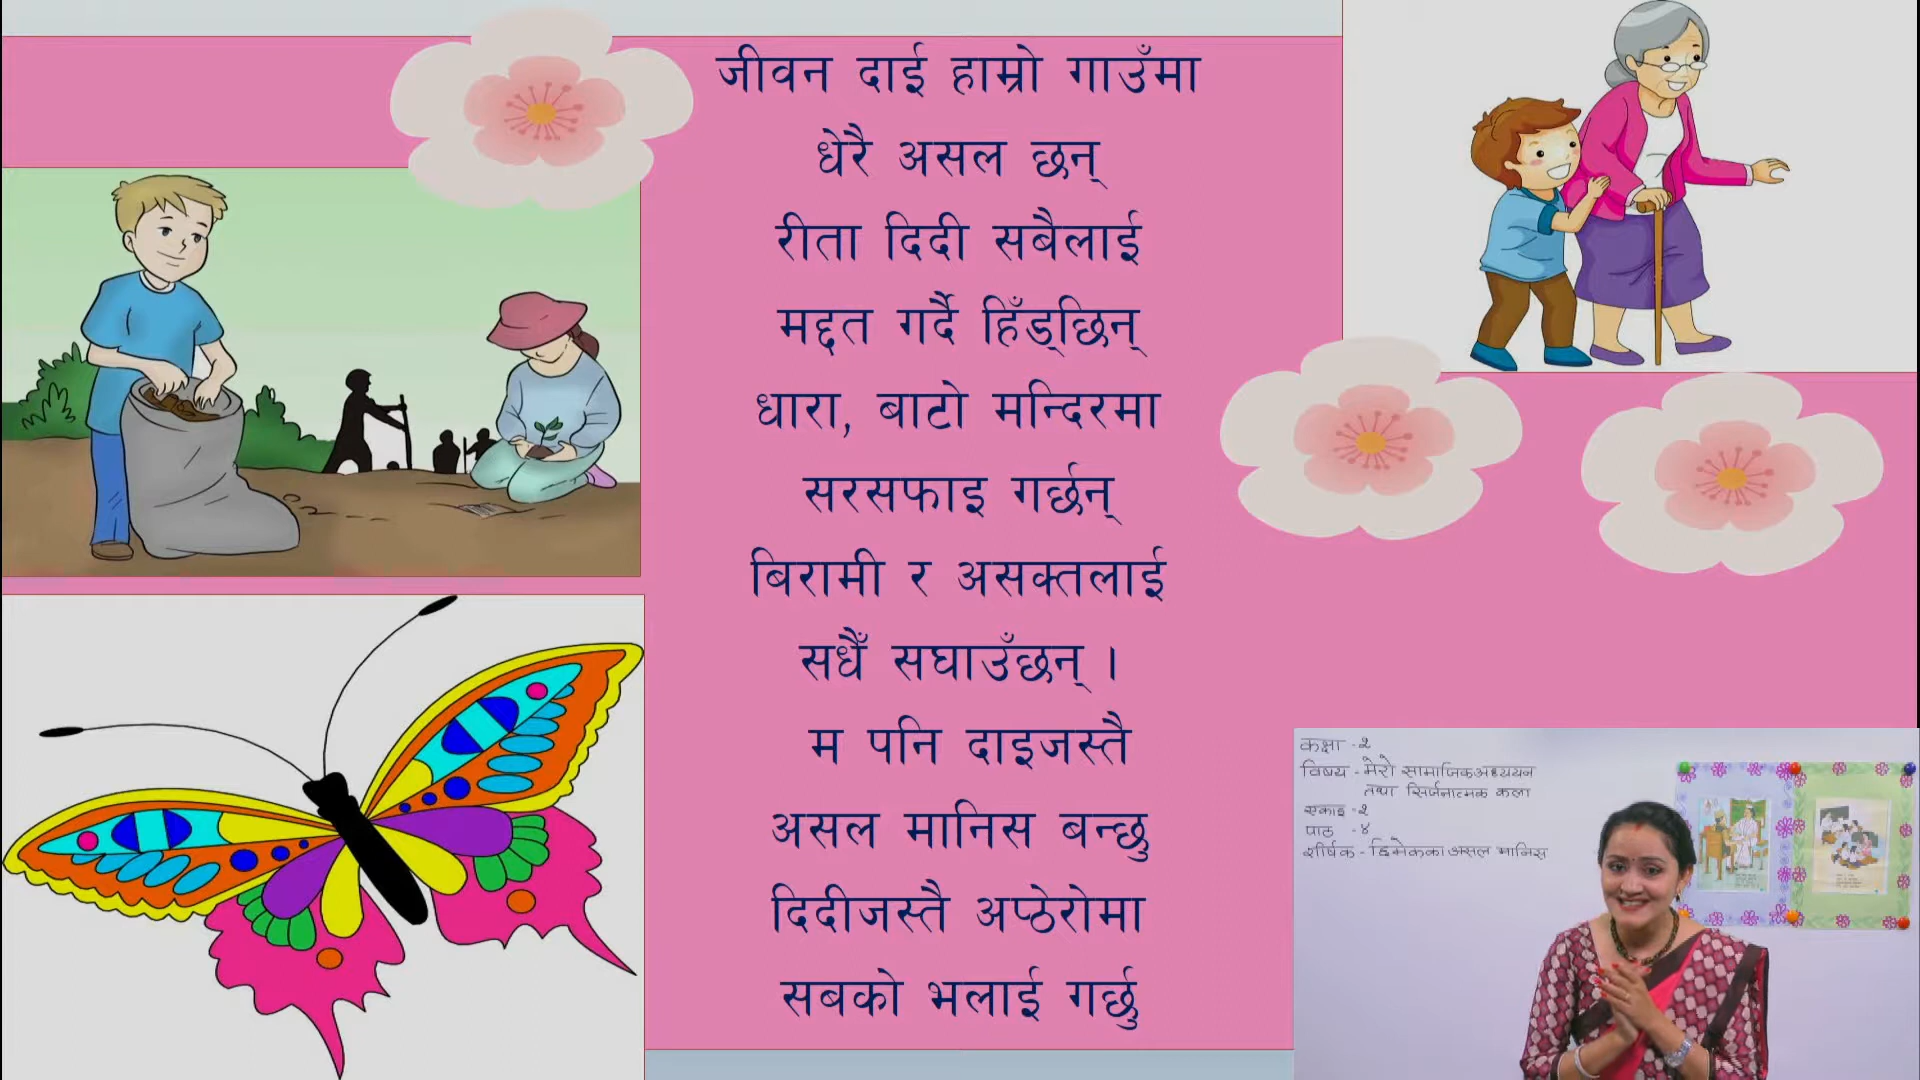 जीवन दाई हाम्रो गाउँमा
धेरै असल छन्
रीता दिदी सबैलाई
मद्दत गर्दै हिँड्छिन्
धारा, बाटो मन्दिरमा
सरसफाइ गर्छन्
बिरामी र असक्तलाई
सधैँ सघाउँछन् ।
म पनि दाइजस्तै
असल मानिस बन्छु
दिदीजस्तै अप्ठेरोमा
सबको भलाई गर्छु
कक्षा -२
विषय - मेरो सामाजिक अध्ययन
तथा सिर्जनात्मक कला
एकाइ -२
पाठ -४
शीर्षक - छिमेकका असल मानिस